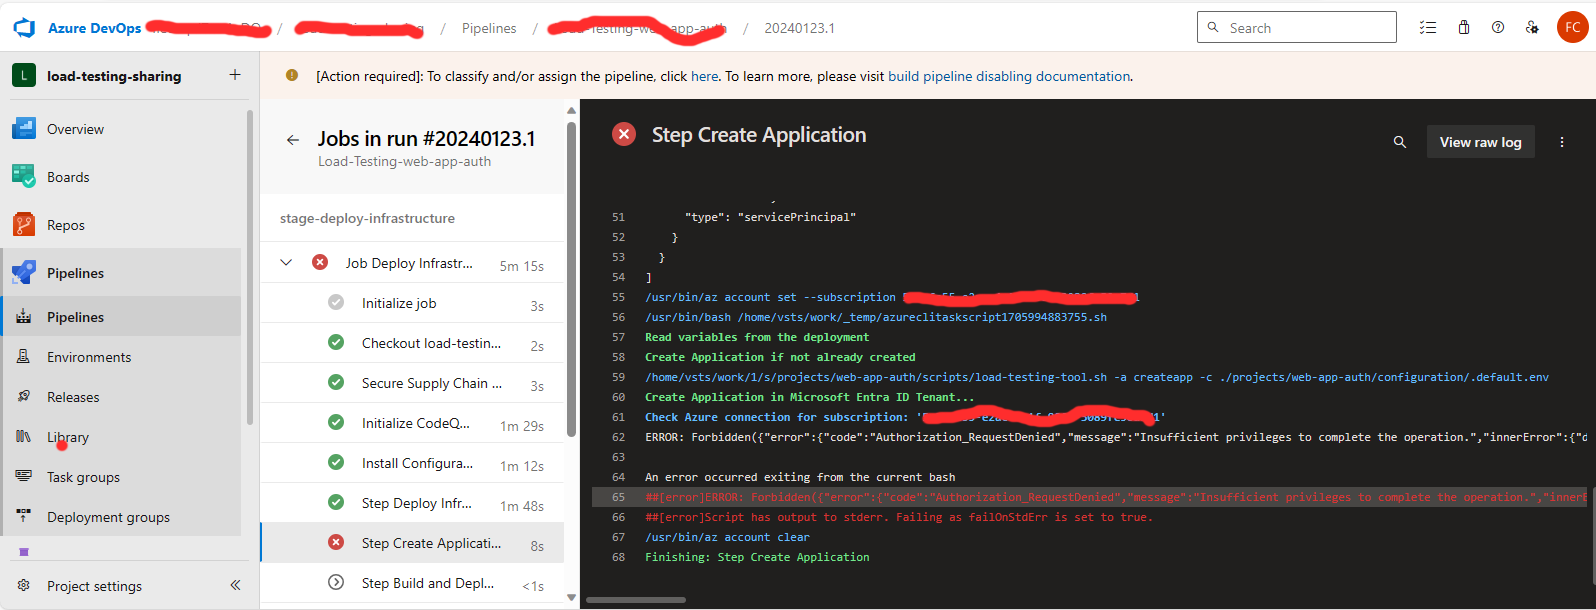 Azure DevOps / / Pipelines / / 20240123.1
Search
FC
L load-testing-sharing +
[Action required]: To classify and/or assign the pipeline, click here. To learn more, please visit build pipeline disabling documentation.
Overview
Boards
Repos
Pipelines
Pipelines
Environments
Releases
Library
Task groups
Deployment groups
Project settings
Jobs in run #20240123.1
Load-Testing-web-app-auth
stage-deploy-infrastructure
Job Deploy Infrastr... 5m 15s
Initialize job 3s
Checkout load-testin... 2s
Secure Supply Chain ... 3s
Initialize CodeQ... 1m 29s
Install Configura... 1m 12s
Step Deploy Infr... 1m 48s
Step Create Applicati... 8s
Step Build and Depl... <1s
Step Create Application
View raw log
51 "type": "servicePrincipal"
52 }
53 }
54 ]
55 /usr/bin/az account set --subscription
56 /usr/bin/bash /home/vsts/work/_temp/azureclitaskscript1705994883755.sh
57 Read variables from the deployment
58 Create Application if not already created
59 /home/vsts/work/1/s/projects/web-app-auth/scripts/load-testing-tool.sh -a createapp -c ./projects/web-app-auth/configuration/.default.env
60 Create Application in Microsoft Entra ID Tenant...
61 Check Azure connection for subscription: '
62 ERROR: Forbidden({"error":{"code":"Authorization_RequestDenied","message":"Insufficient privileges to complete the operation.","innerError":{"d
63
64 An error occurred exiting from the current bash
65 ##[error]ERROR: Forbidden({"error":{"code":"Authorization_RequestDenied","message":"Insufficient privileges to complete the operation.","innerE
66 ##[error]Script has output to stderr. Failing as failOnStdErr is set to true.
67 /usr/bin/az account clear
68 Finishing: Step Create Application